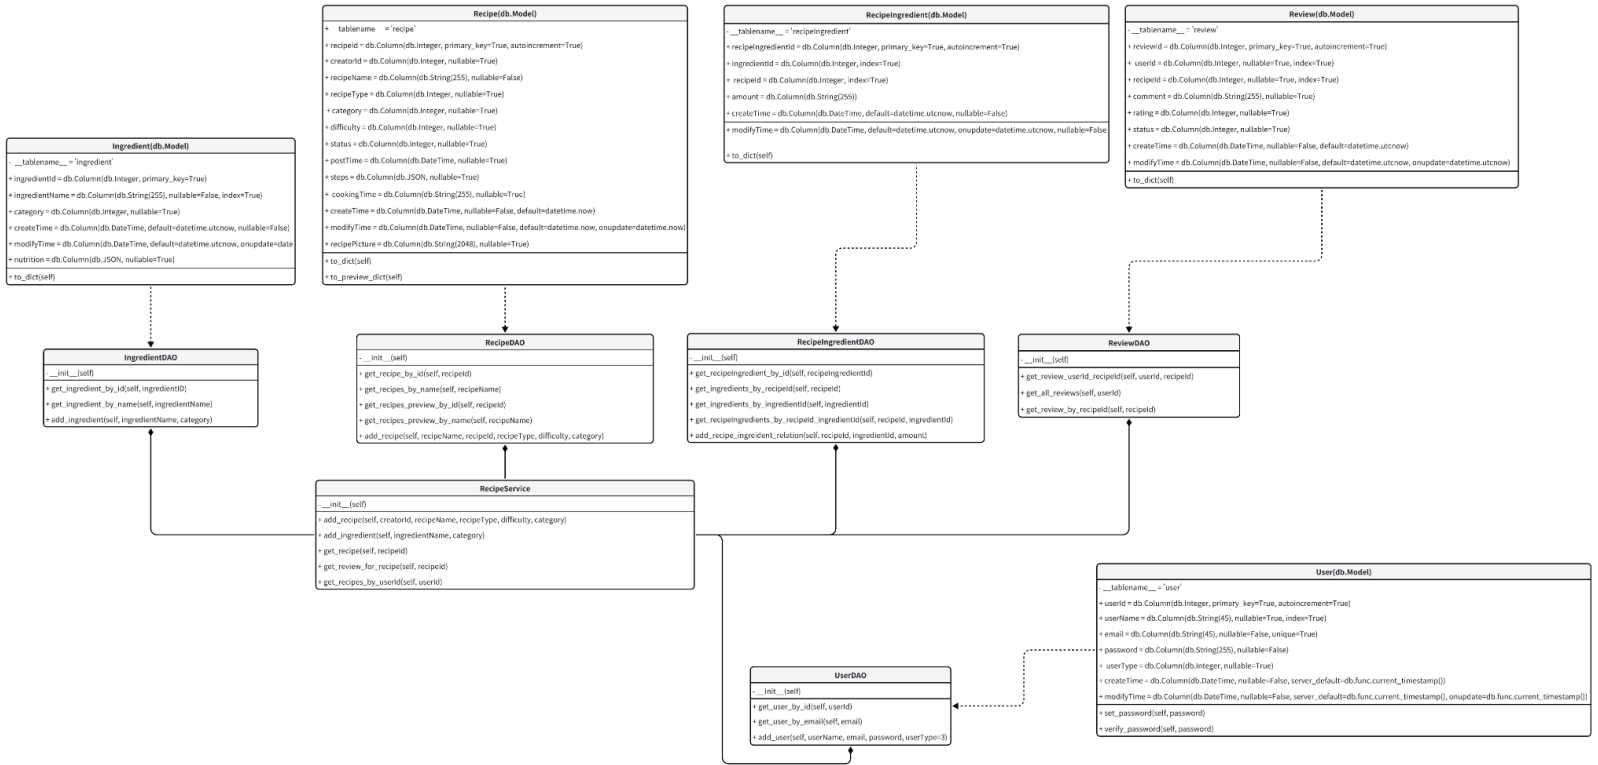 Recipe(db.Model)
+ tablename = 'recipe'
+ recipeId = db.Column(db.Integer, primary_key=True, autoincrement=True)
+ creatorId = db.Column(db.Integer, nullable=True)
+ recipeName = db.Column(db.String(255), nullable=False)
+ recipeType = db.Column(db.Integer, nullable=True)
+ category = db.Column(db.Integer, nullable=True)
+ difficulty = db.Column(db.Integer, nullable=True)
+ status = db.Column(db.Integer, nullable=True)
+ postTime = db.Column(db.DateTime, nullable=True)
+ steps = db.Column(db.JSON, nullable=True)
+ cookingTime = db.Column(db.String(255), nullable=True)
+ createTime = db.Column(db.DateTime, nullable=False, default=datetime.now)
+ modifyTime = db.Column(db.DateTime, nullable=False, default=datetime.now, onupdate=datetime.now)
+ recipePicture = db.Column(db.String(2048), nullable=True)
+ to_dict(self)
+ to_preview_dict(self)
RecipeIngredient(db.Model)
- __tablename__ = 'recipeIngredient'
+ recipeIngredientId = db.Column(db.Integer, primary_key=True, autoincrement=True)
+ ingredientId = db.Column(db.Integer, index=True)
+ recipeId = db.Column(db.Integer, index=True)
+ amount = db.Column(db.String(255))
+ createTime = db.Column(db.DateTime, default=datetime.utcnow, nullable=False)
+ modifyTime = db.Column(db.DateTime, default=datetime.utcnow, onupdate=datetime.utcnow, nullable=False
+ to_dict(self)
Review(db.Model)
- __tablename__ = 'review'
+ reviewId = db.Column(db.Integer, primary_key=True, autoincrement=True)
+ userId = db.Column(db.Integer, nullable=True, index=True)
+ recipeId = db.Column(db.Integer, nullable=True, index=True)
+ comment = db.Column(db.String(255), nullable=True)
+ rating = db.Column(db.Integer, nullable=True)
+ status = db.Column(db.Integer, nullable=True)
+ createTime = db.Column(db.DateTime, nullable=False, default=datetime.utcnow)
+ modifyTime = db.Column(db.DateTime, nullable=False, default=datetime.utcnow, onupdate=datetime.utcnow)
+ to_dict(self)
Ingredient(db.Model)
- __tablename__ = 'ingredient'
+ ingredientId = db.Column(db.Integer, primary_key=True)
+ ingredientName = db.Column(db.String(255), nullable=False, index=True)
+ category = db.Column(db.Integer, nullable=True)
+ createTime = db.Column(db.DateTime, default=datetime.utcnow, nullable=False)
+ modifyTime = db.Column(db.DateTime, default=datetime.utcnow, onupdate=date
+ nutrition = db.Column(db.JSON, nullable=True)
+ to_dict(self)
IngredientDAO
- __init__(self)
+ get_ingredient_by_id(self, ingredientID)
+ get_ingredient_by_name(self, ingredientName)
+ add_ingredient(self, ingredientName, category)
RecipeDAO
- __init__(self)
+ get_recipe_by_id(self, recipeId)
+ get_recipes_by_name(self, recipeName)
+ get_recipes_preview_by_id(self, recipeId)
+ get_recipes_preview_by_name(self, recipeName)
+ add_recipe(self, recipeName, recipeId, recipeType, difficulty, category)
RecipeIngredientDAO
- __init__(self)
+ get_recipeIngredient_by_id(self, recipeIngredientId)
+ get_ingredients_by_recipeId(self, recipeId)
+ get_ingredients_by_ingredientId(self, ingredientId)
+ get_recipeIngredients_by_recipeId_ingredientId(self, recipeId, ingredientId)
+ add_recipe_ingreident_relation(self, recipeId, ingredientId, amount)
ReviewDAO
- __init__(self)
+ get_review_userId_recipeId(self, userId, recipeId)
+ get_all_reviews(self, userId)
+ get_review_by_recipeId(self, recipeId)
RecipeService
- __init__(self)
+ add_recipe(self, creatorId, recipeName, recipeType, difficulty, category)
+ add_ingredient(self, ingredientName, category)
+ get_recipe(self, recipeId)
+ get_review_for_recipe(self, recipeId)
+ get_recipes_by_userId(self, userId)
User(db.Model)
- __tablename__ = 'user'
+ userId = db.Column(db.Integer, primary_key=True, autoincrement=True)
+ userName = db.Column(db.String(45), nullable=True, index=True)
+ email = db.Column(db.String(45), nullable=False, unique=True)
+ password = db.Column(db.String(255), nullable=False)
+ userType = db.Column(db.Integer, nullable=True)
+ createTime = db.Column(db.DateTime, nullable=False, server_default=db.func.current_timestamp())
+ modifyTime = db.Column(db.DateTime, nullable=False, server_default=db.func.current_timestamp(), onupdate=db.func.current_timestamp())
+ set_password(self, password)
+ verify_password(self, password)
UserDAO
- __init__(self)
+ get_user_by_id(self, userId)
+ get_user_by_email(self, email)
+ add_user(self, userName, email, password, userType=3)